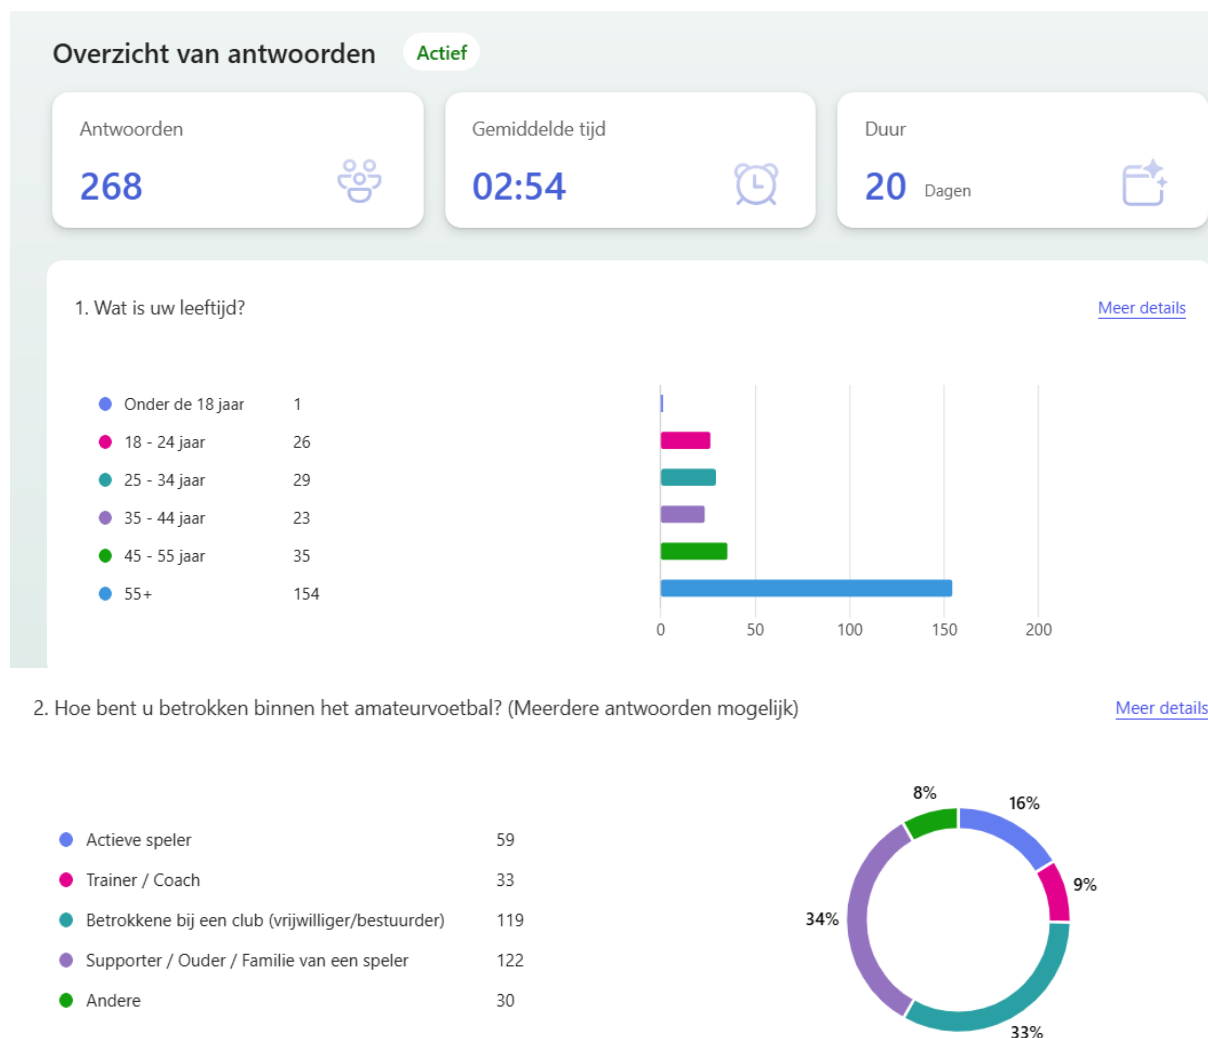 Overzicht van antwoorden Actief
Antwoorden Gemiddelde tijd Duur
268 02:54 20 Dagen
1. Wat is uw leeftijd? Meer details
Onder de 18 jaar 1
18 - 24 jaar 26
25 - 34 jaar 29
35 - 44 jaar 23
45 - 55 jaar 35
55+ 154
0 50 100 150 200
2. Hoe bent u betrokken binnen het amateurvoetbal? (Meerdere antwoorden mogelijk) Meer details
8% 16%
Actieve speler 59
Trainer / Coach 33 9%
Betrokkene bij een club (vrijwilliger/bestuurder) 119 34%
Supporter / Ouder / Familie van een speler 122
Andere 30
33%